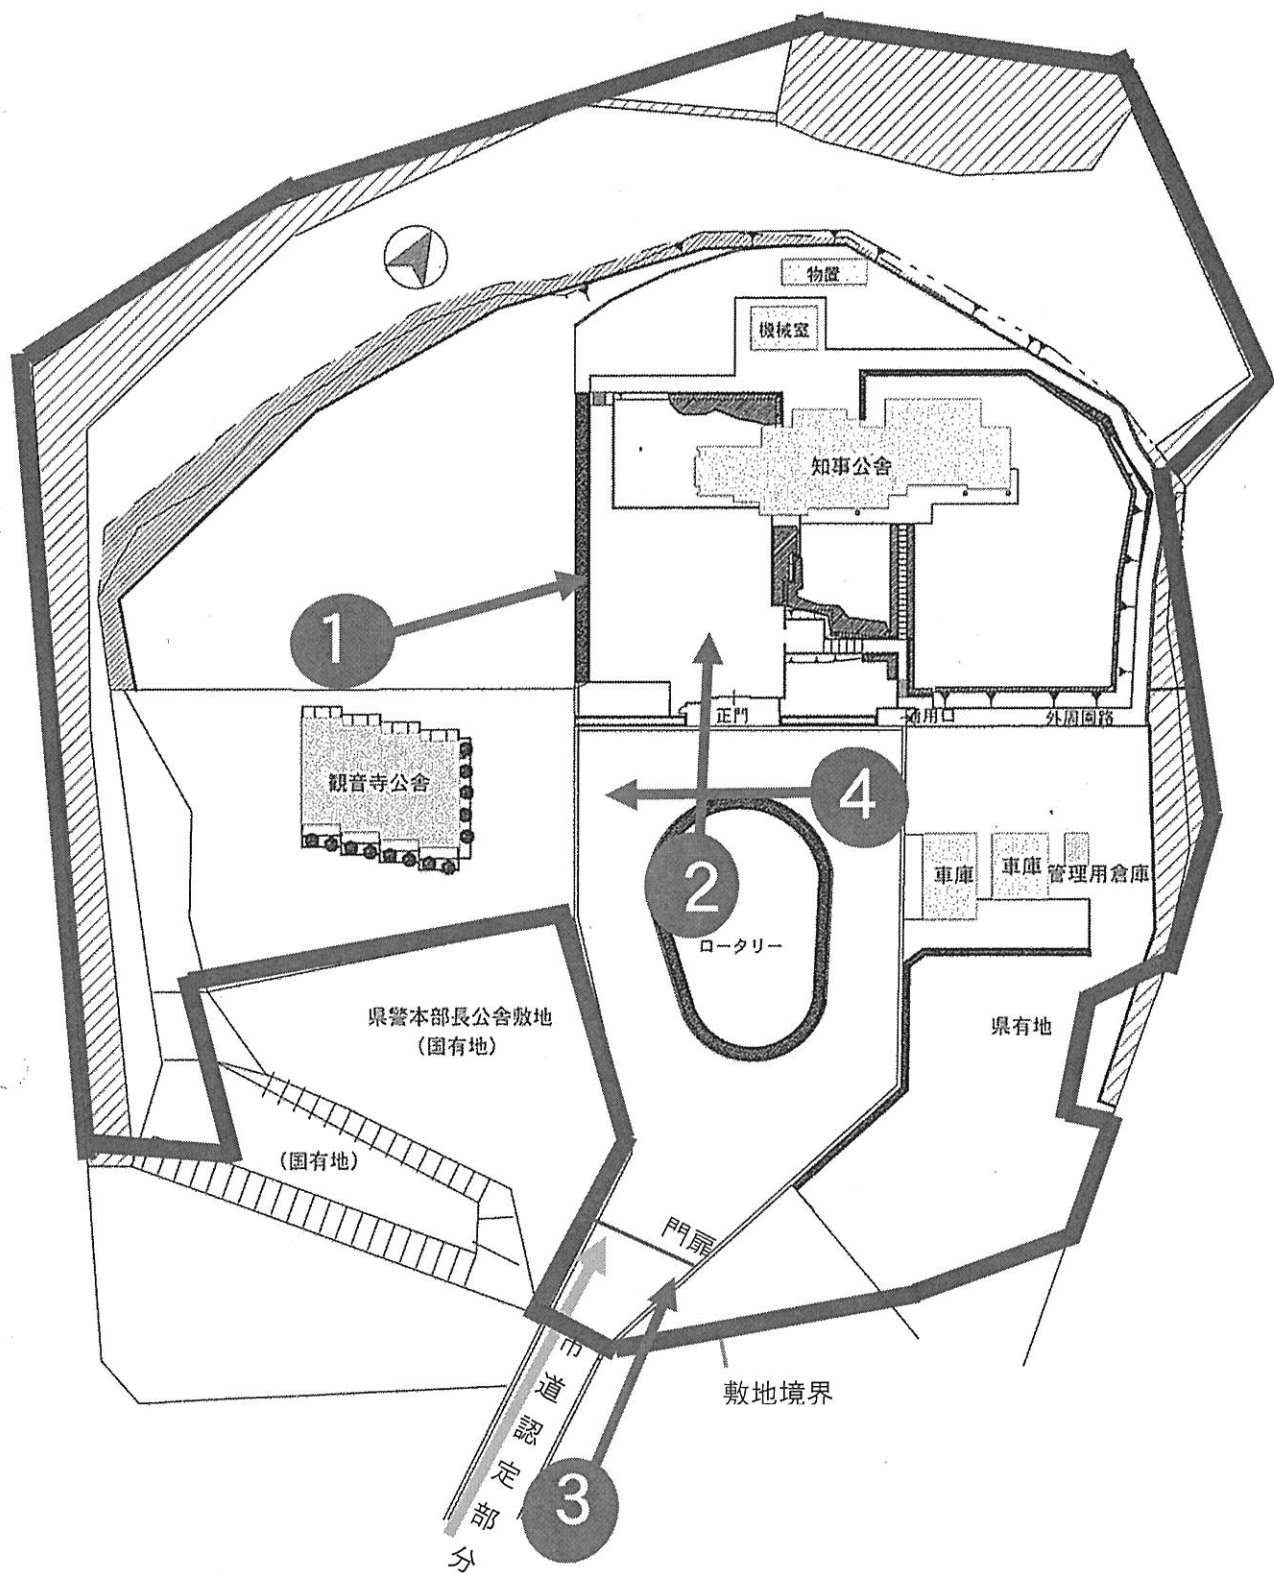 物置
機械室
知事公舎
1
正門
通用口
外周園路
観音寺公舎
4
2
車庫
車庫
管理用倉庫
ロータリー
県警本部長公舎敷地
(国有地)
県有地
(国有地)
門扉
市道認定部分
敷地境界
3